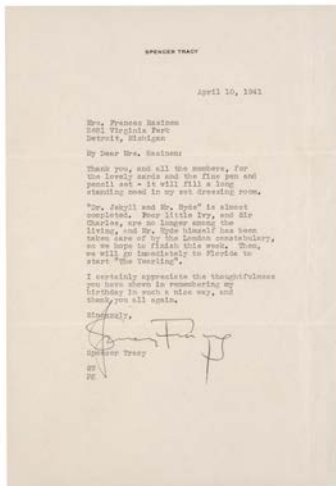 SPENCER TRACY
April 10, 1941
Mrs. Frances Rasinen
2461 Virginia Park
Detroit, Michigan
My Dear Mrs. Rasinen:
Thank you, and all the members, for
the lovely cards and the fine pen and
pencil set - it will fill a long
standing need in my set dressing room.
"Dr. Jekyll and Mr. Hyde" is almost
completed. Poor little Ivy, and Sir
Charles, are no longer among the
living, and Mr. Hyde himself has been
taken care of by the London constabulary,
so we hope to finish this week. Then,
we will go immediately to Florida to
start "The Yearling".
I certainly appreciate the thoughtfulness
you have shown in remembering my
birthday in such a nice way, and
thank you all again.
Sincerely,
Spencer Tracy
Spencer Tracy
ST